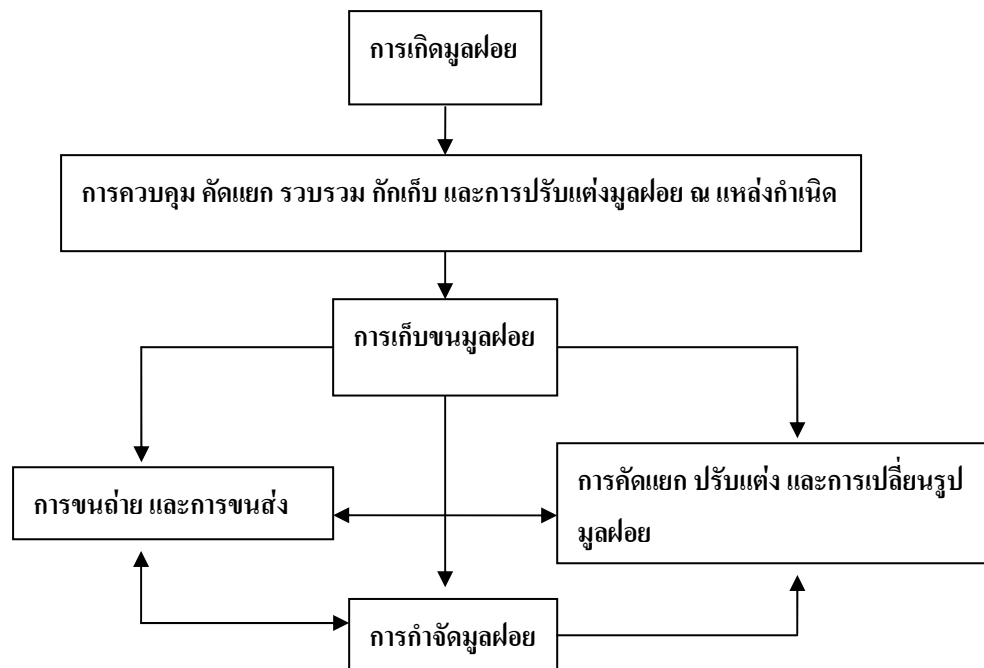 การเกิดมูลฝอย
การควบคุม คัดแยก รวบรวม กักเก็บ และการปรับแต่งมูลฝอย ณ แหล่งกำเนิด
การเก็บขนมูลฝอย
การขนถ่าย และการขนส่ง
การคัดแยก ปรับแต่ง และการเปลี่ยนรูป
มูลฝอย
การกำจัดมูลฝอย